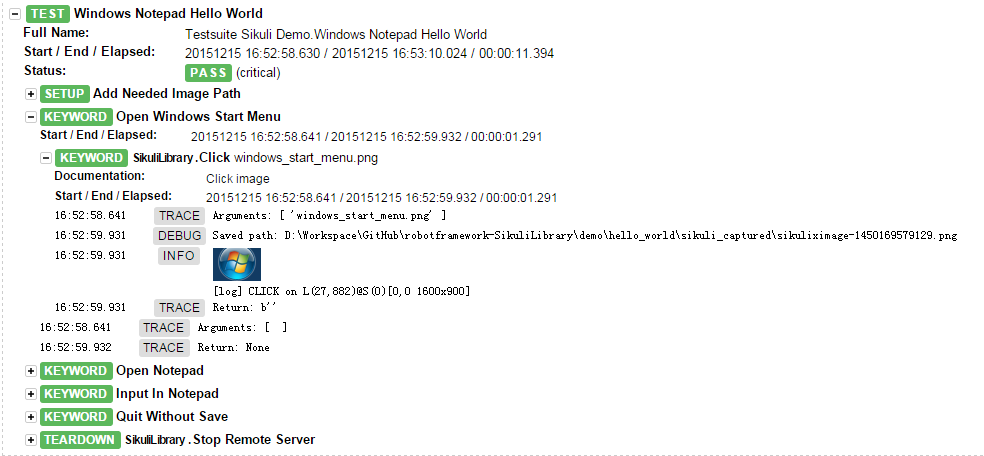 TEST Windows Notepad Hello World
Full Name: Testsuite Sikuli Demo.Windows Notepad Hello World
Start / End / Elapsed: 20151215 16:52:58.630 / 20151215 16:53:10.024 / 00:00:11.394
Status: PASS (critical)
SETUP Add Needed Image Path
KEYWORD Open Windows Start Menu
Start / End / Elapsed: 20151215 16:52:58.641 / 20151215 16:52:59.932 / 00:00:01.291
KEYWORD SikuliLibrary.Click windows_start_menu.png
Documentation: Click image
Start / End / Elapsed: 20151215 16:52:58.641 / 20151215 16:52:59.932 / 00:00:01.291
16:52:58.641 TRACE Arguments: [ 'windows_start_menu.png' ]
16:52:59.931 DEBUG Saved path: D:\Workspace\GitHub\robotframework-SikuliLibrary\demo\hello_world\sikuli_captured\sikuliximage-1450169579129.png
16:52:59.931 INFO
[log] CLICK on L(27,882)@S(0)[0,0 1600x900]
16:52:59.931 TRACE Return: b''
16:52:58.641 TRACE Arguments: [ ]
16:52:59.932 TRACE Return: None
KEYWORD Open Notepad
KEYWORD Input In Notepad
KEYWORD Quit Without Save
TEARDOWN SikuliLibrary.Stop Remote Server